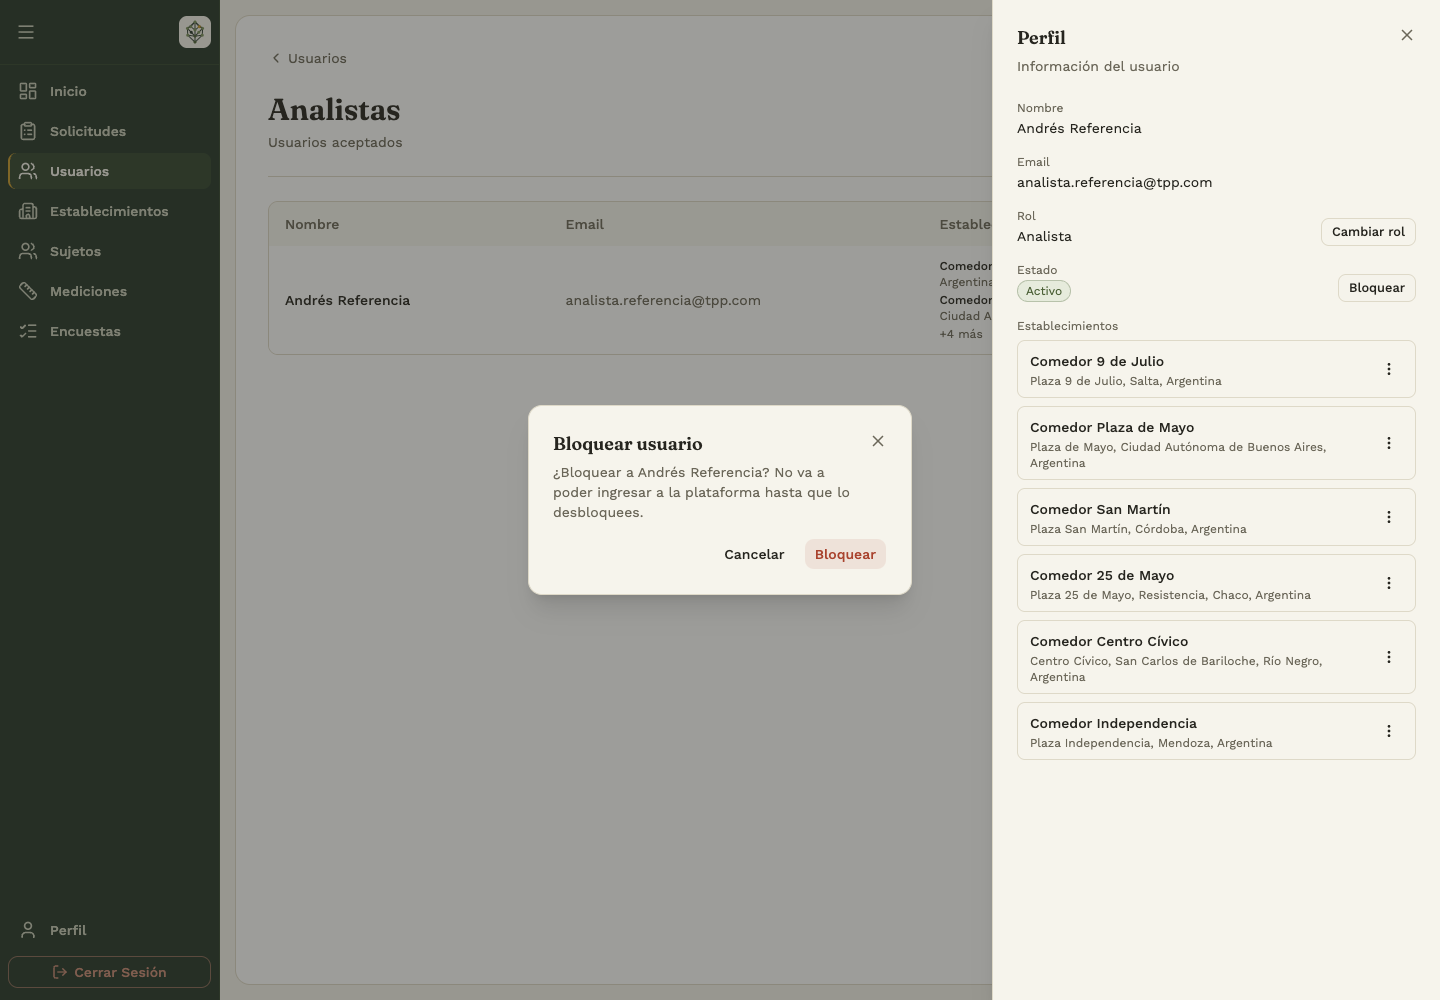 Inicio
Solicitudes
Usuarios
Establecimientos
Sujetos
Mediciones
Encuestas
Perfil
Cerrar Sesión
Usuarios
Analistas
Usuarios aceptados
Nombre Email Estable
Andrés Referencia analista.referencia@tpp.com
Comedor
Argentina
Comedor
Ciudad A
+4 más
Bloquear usuario
¿Bloquear a Andrés Referencia? No va a
poder ingresar a la plataforma hasta que lo
desbloquees.
Cancelar Bloquear
Perfil
Información del usuario
Nombre
Andrés Referencia
Email
analista.referencia@tpp.com
Rol
Analista Cambiar rol
Estado
Activo Bloquear
Establecimientos
Comedor 9 de Julio
Plaza 9 de Julio, Salta, Argentina
Comedor Plaza de Mayo
Plaza de Mayo, Ciudad Autónoma de Buenos Aires,
Argentina
Comedor San Martín
Plaza San Martín, Córdoba, Argentina
Comedor 25 de Mayo
Plaza 25 de Mayo, Resistencia, Chaco, Argentina
Comedor Centro Cívico
Centro Cívico, San Carlos de Bariloche, Río Negro,
Argentina
Comedor Independencia
Plaza Independencia, Mendoza, Argentina